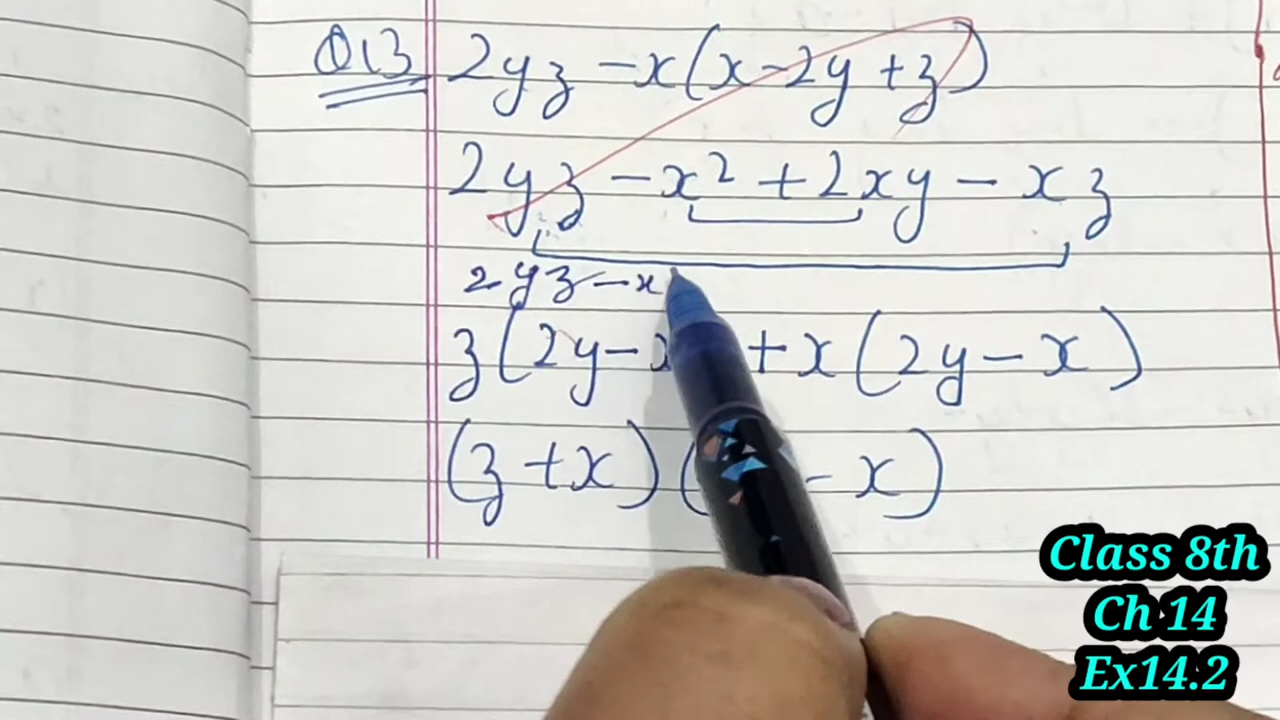 Q13 2yz - x(x - 2y + z)
2yz - x² + 2xy - xz
2yz - x
z(2y - x + x(2y - x)
(z + x)( - x)
Class 8th
Ch 14
Ex14.2